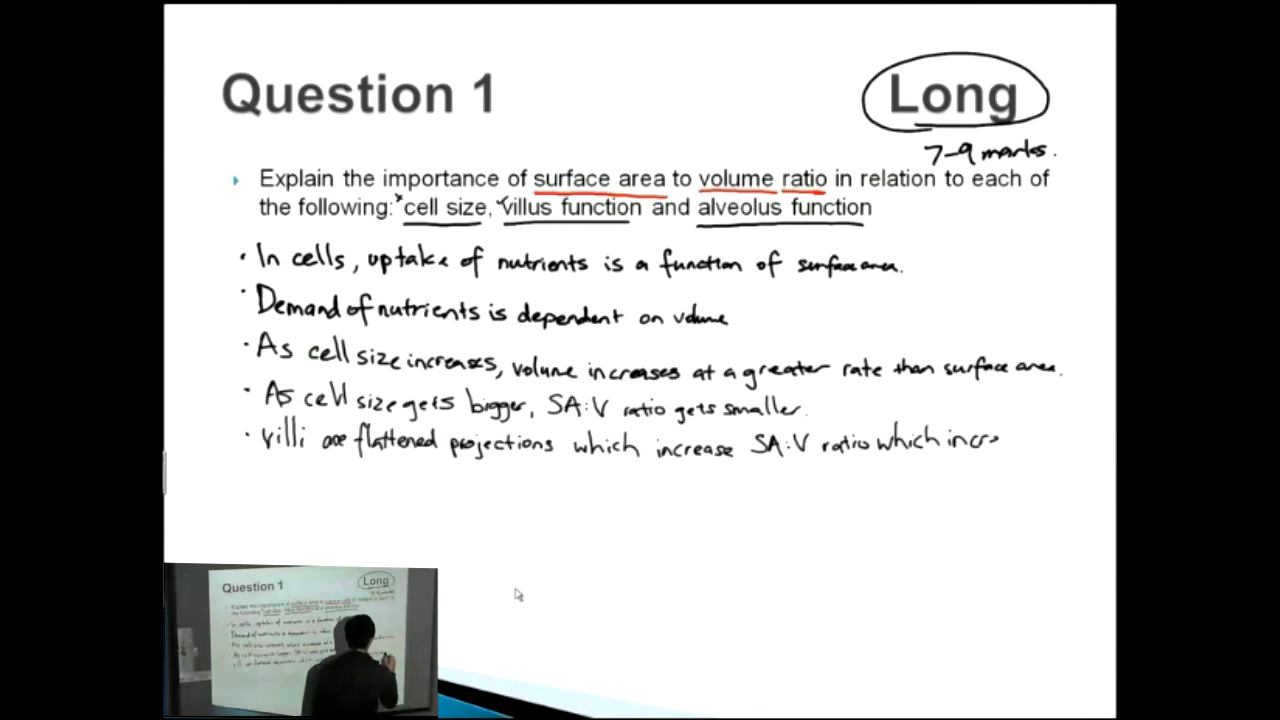 Question 1
Long
7-9 marks.
Explain the importance of surface area to volume ratio in relation to each of
the following: cell size, villus function and alveolus function
• In cells, uptake of nutrients is a function of surface area.
• Demand of nutrients is dependent on volume
• As cell size increases, volume increases at a greater rate than surface area.
• As cell size gets bigger, SA:V ratio gets smaller.
• Villi are flattened projections which increase SA:V ratio which incr
Question 1
Long